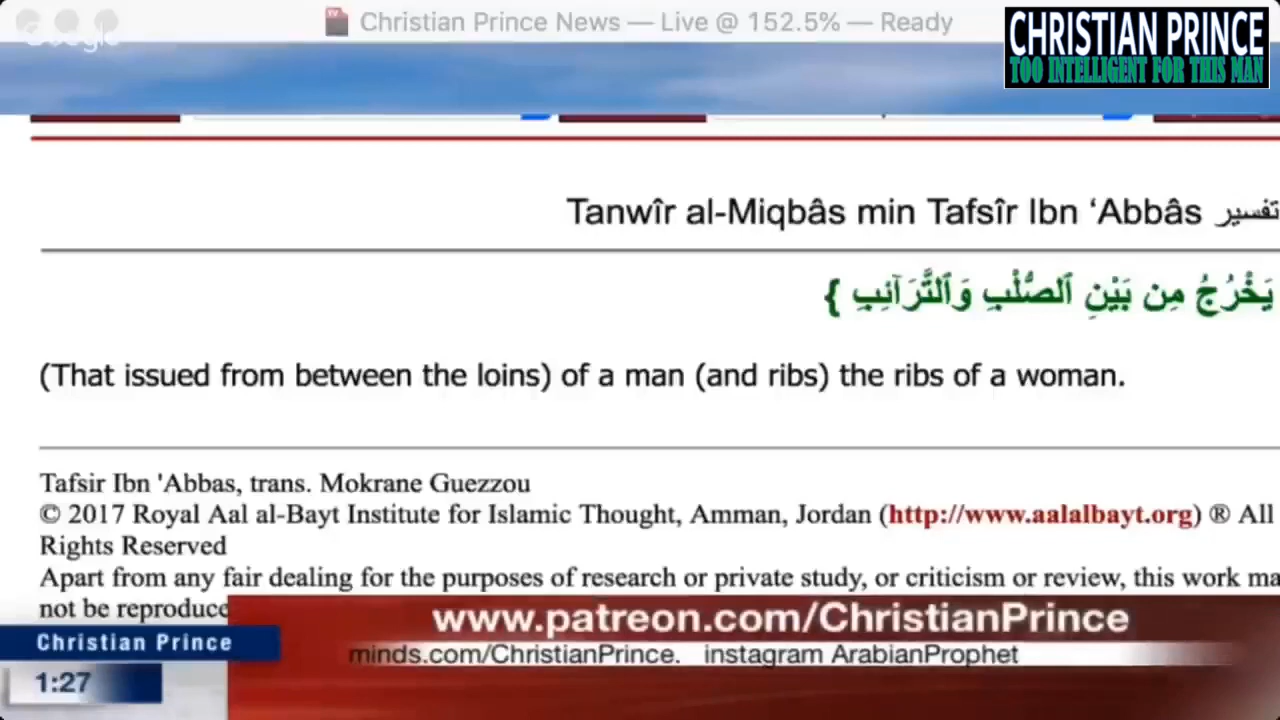 Christian Prince News — Live @ 152.5% — Ready
Google
CHRISTIAN PRINCE
TOO INTELLIGENT FOR THIS MAN
Tanwîr al-Miqbâs min Tafsîr Ibn ‘Abbâs تفسير
يَخْرُجُ مِن بَيْنِ ٱلصُّلْبِ وَٱلتَّرَآئِبِ }
(That issued from between the loins) of a man (and ribs) the ribs of a woman.
Tafsir Ibn 'Abbas, trans. Mokrane Guezzou
© 2017 Royal Aal al-Bayt Institute for Islamic Thought, Amman, Jordan (http://www.aalalbayt.org) ® All
Rights Reserved
Apart from any fair dealing for the purposes of research or private study, or criticism or review, this work ma
not be reproduce
www.patreon.com/ChristianPrince
Christian Prince
minds.com/ChristianPrince. instagram ArabianProphet
1:27